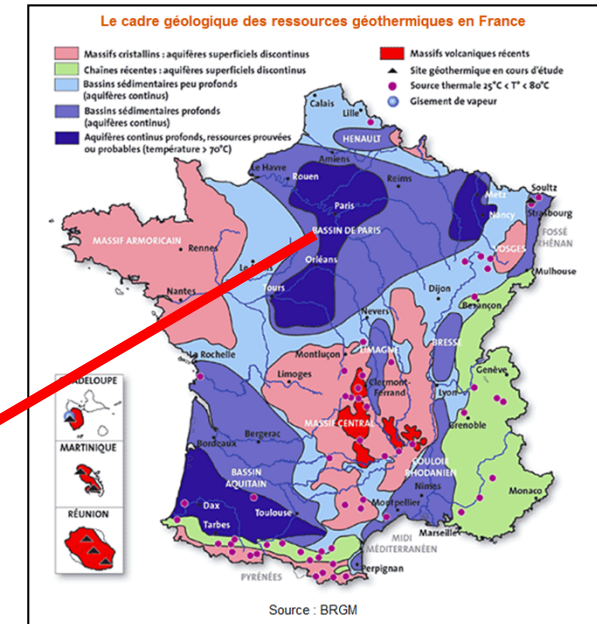 Le cadre géologique des ressources géothermiques en France
Massifs cristallins : aquifères superficiels discontinus
Chaînes récentes : aquifères superficiels discontinus
Bassins sédimentaires peu profonds
(aquifères continus)
Bassins sédimentaires profonds
(aquifères continus)
Aquifères continus profonds, ressources prouvées
ou probables (température > 70°C)
Massifs volcaniques récents
Site géothermique en cours d'étude
Source thermale 25°C < T° < 80°C
Gisement de vapeur
Calais
Lille
HENAULT
Amiens
Le Havre
Rouen
Reims
Paris
Metz
Nancy
Soultz
Strasbourg
FOSSÉ
RHÉNAN
VOSGES
Mulhouse
BASSIN DE PARIS
MASSIF ARMORICAIN
Rennes
Orléans
Tours
Nantes
Dijon
Besançon
Nevers
BRESSE
La Rochelle
Montluçon
LIMAGNE
Limoges
Clermont-
Ferrand
Genève
Lyon
Grenoble
MASSIF CENTRAL
COULOIR
RHODANIEN
Bordeaux
Bergerac
BASSIN
AQUITAIN
Dax
Toulouse
Tarbes
Montpellier
Nimes
Monaco
Marseille
MIDI
MÉDITERRANÉEN
PYRÉNÉES
Perpignan
MARTINIQUE
RÉUNION
Source : BRGM